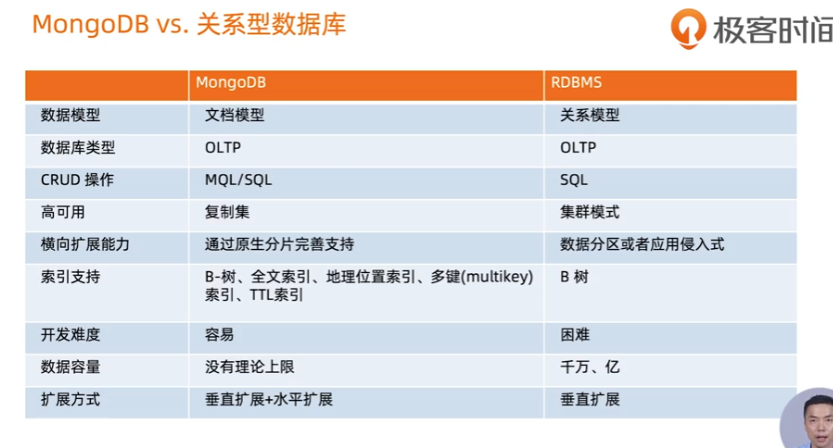 MongoDB vs. 关系型数据库
极客时间
MongoDB RDBMS
数据模型 文档模型 关系模型
数据库类型 OLTP OLTP
CRUD 操作 MQL/SQL SQL
高可用 复制集 集群模式
横向扩展能力 通过原生分片完善支持 数据分区或者应用侵入式
索引支持 B-树、全文索引、地理位置索引、多键(multikey) B 树
索引、TTL索引
开发难度 容易 困难
数据容量 没有理论上限 千万、亿
扩展方式 垂直扩展+水平扩展 垂直扩展